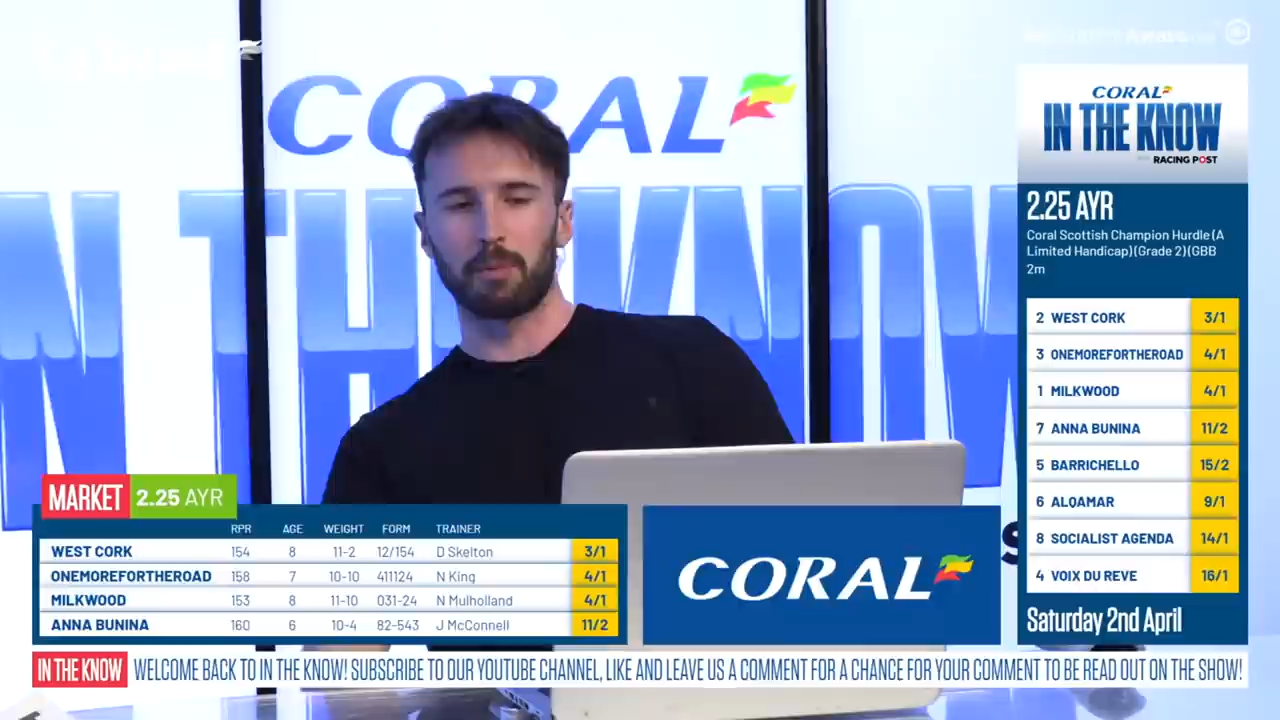 CORAL
IN THE KNOW
CORAL
IN THE KNOW
RACING POST
2.25 AYR
Coral Scottish Champion Hurdle (A
Limited Handicap) (Grade 2) (GBB
2m
2 WEST CORK 3/1
3 ONEMOREFORTHEROAD 4/1
1 MILKWOOD 4/1
7 ANNA BUNINA 11/2
5 BARRICHELLO 15/2
6 ALQAMAR 9/1
8 SOCIALIST AGENDA 14/1
4 VOIX DU REVE 16/1
Saturday 2nd April
MARKET 2.25 AYR
RPR AGE WEIGHT FORM TRAINER
WEST CORK 154 8 11-2 12/154 D Skelton 3/1
ONEMOREFORTHEROAD 158 7 10-10 411124 N King 4/1
MILKWOOD 153 8 11-10 031-24 N Mulholland 4/1
ANNA BUNINA 160 6 10-4 82-543 J McConnell 11/2
CORAL
IN THE KNOW WELCOME BACK TO IN THE KNOW! SUBSCRIBE TO OUR YOUTUBE CHANNEL, LIKE AND LEAVE US A COMMENT FOR A CHANCE FOR YOUR COMMENT TO BE READ OUT ON THE SHOW!